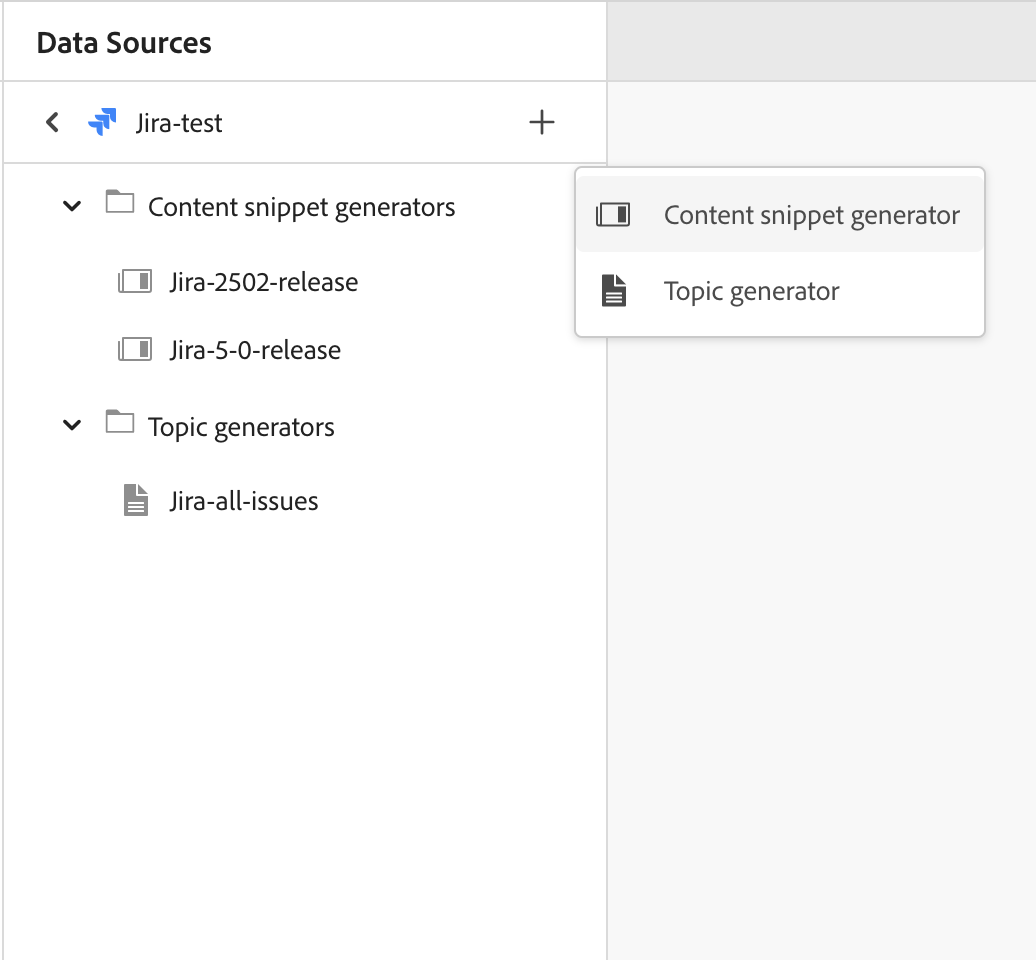 Data Sources
Jira-test
Content snippet generators
Jira-2502-release
Jira-5-0-release
Topic generators
Jira-all-issues
Content snippet generator
Topic generator